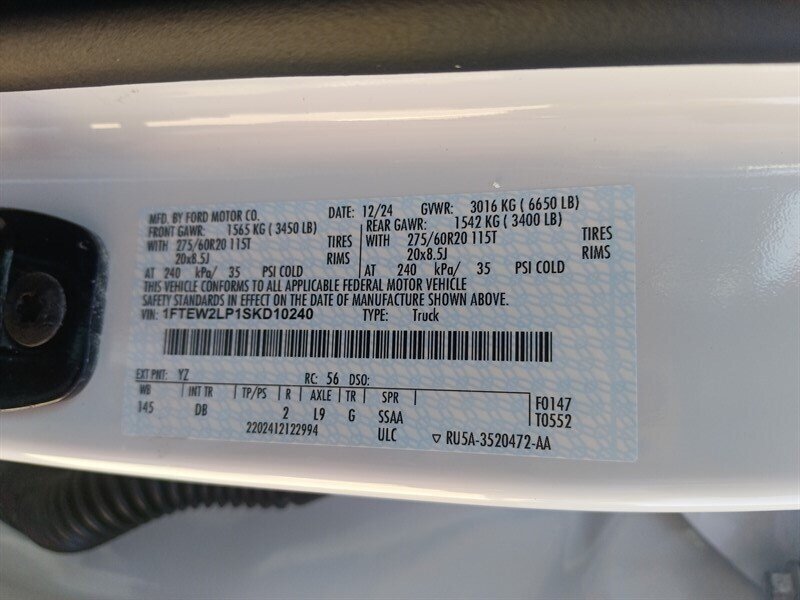 MFD. BY FORD MOTOR CO. DATE: 12/24 GVWR: 3016 KG ( 6650 LB)
FRONT GAWR: 1565 KG ( 3450 LB) REAR GAWR: 1542 KG ( 3400 LB)
WITH 275/60R20 115T TIRES WITH 275/60R20 115T TIRES
20x8.5J RIMS 20x8.5J RIMS
AT 240 kPa/ 35 PSI COLD AT 240 kPa/ 35 PSI COLD
THIS VEHICLE CONFORMS TO ALL APPLICABLE FEDERAL MOTOR VEHICLE
SAFETY STANDARDS IN EFFECT ON THE DATE OF MANUFACTURE SHOWN ABOVE.
VIN: 1FTEW2LP1SKD10240 TYPE: Truck
EXT PNT: YZ RC: 56 DSO:
WB INT TR TP/PS R AXLE TR SPR F0147
145 DB 2 L9 G SSAA T0552
2202412122994 ULC ▽ RU5A-3520472-AA